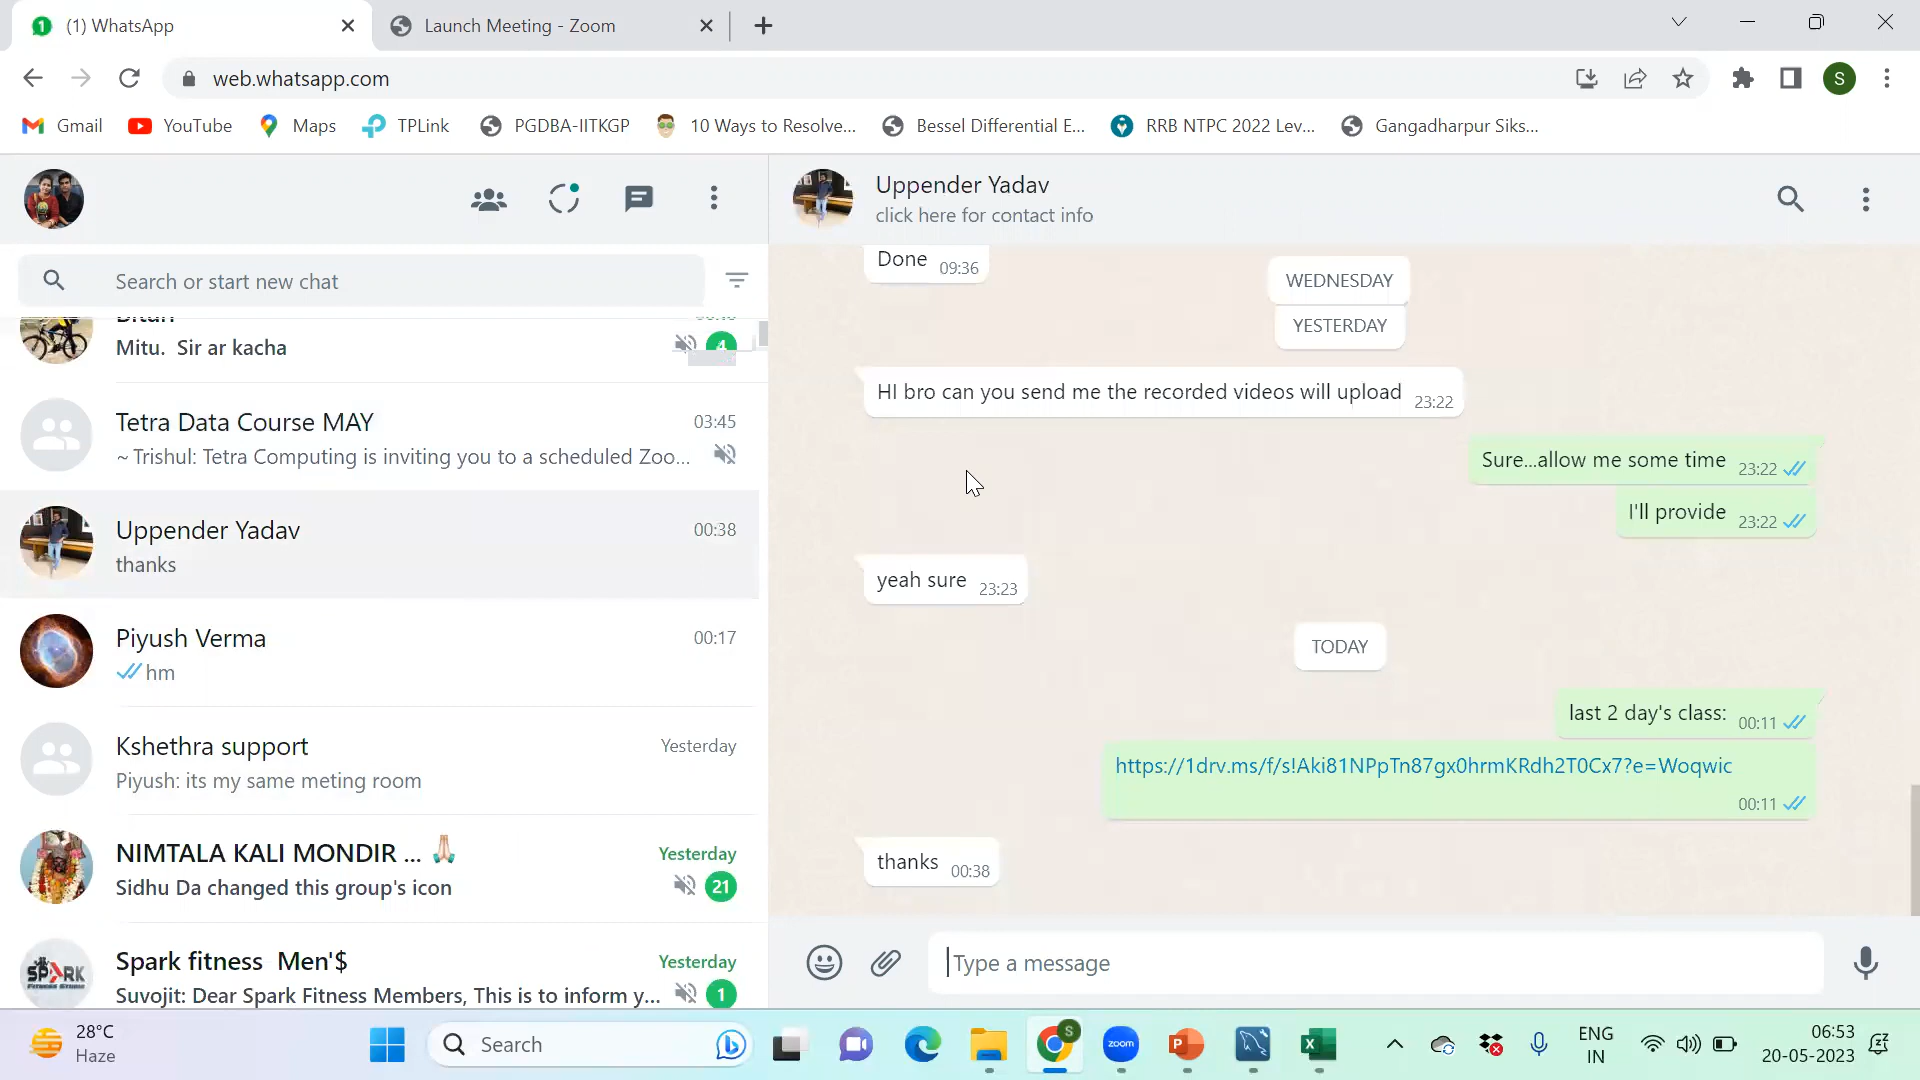 (1) WhatsApp
Launch Meeting - Zoom
web.whatsapp.com
S
Gmail
YouTube
Maps
TPLink
PGDBA-IITKGP
10 Ways to Resolve...
Bessel Differential E...
RRB NTPC 2022 Lev...
Gangadharpur Siks...
Search or start new chat
Mitu. Sir ar kacha
4
Tetra Data Course MAY
03:45
~ Trishul: Tetra Computing is inviting you to a scheduled Zoo...
Uppender Yadav
00:38
thanks
Piyush Verma
00:17
hm
Kshethra support
Yesterday
Piyush: its my same meting room
NIMTALA KALI MONDIR ... 🙏
Yesterday
Sidhu Da changed this group's icon
21
Spark fitness Men'$
Yesterday
Suvojit: Dear Spark Fitness Members, This is to inform y...
1
Uppender Yadav
click here for contact info
Done 09:36
WEDNESDAY
YESTERDAY
HI bro can you send me the recorded videos will upload 23:22
Sure...allow me some time 23:22
I'll provide 23:22
yeah sure 23:23
TODAY
last 2 day's class: 00:11
https://1drv.ms/f/s!Aki81NPpTn87gx0hrmKRdh2T0Cx7?e=Woqwic
00:11
thanks 00:38
Type a message
28°C
Haze
Search
S
zoom
ENG
IN
06:53
20-05-2023